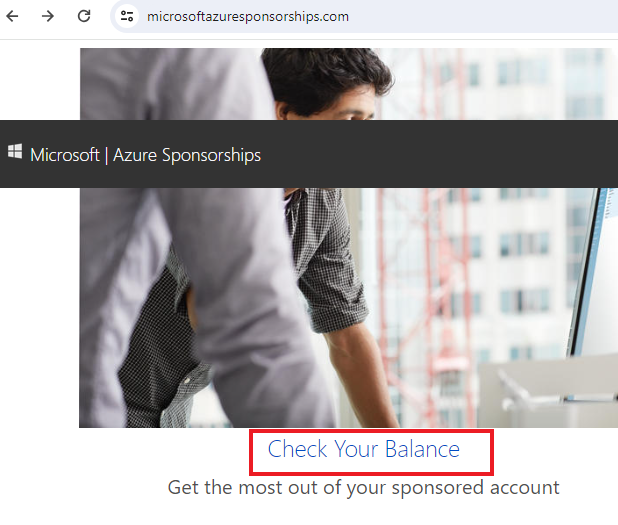 microsoftazuresponsorships.com
Microsoft | Azure Sponsorships
Check Your Balance
Get the most out of your sponsored account